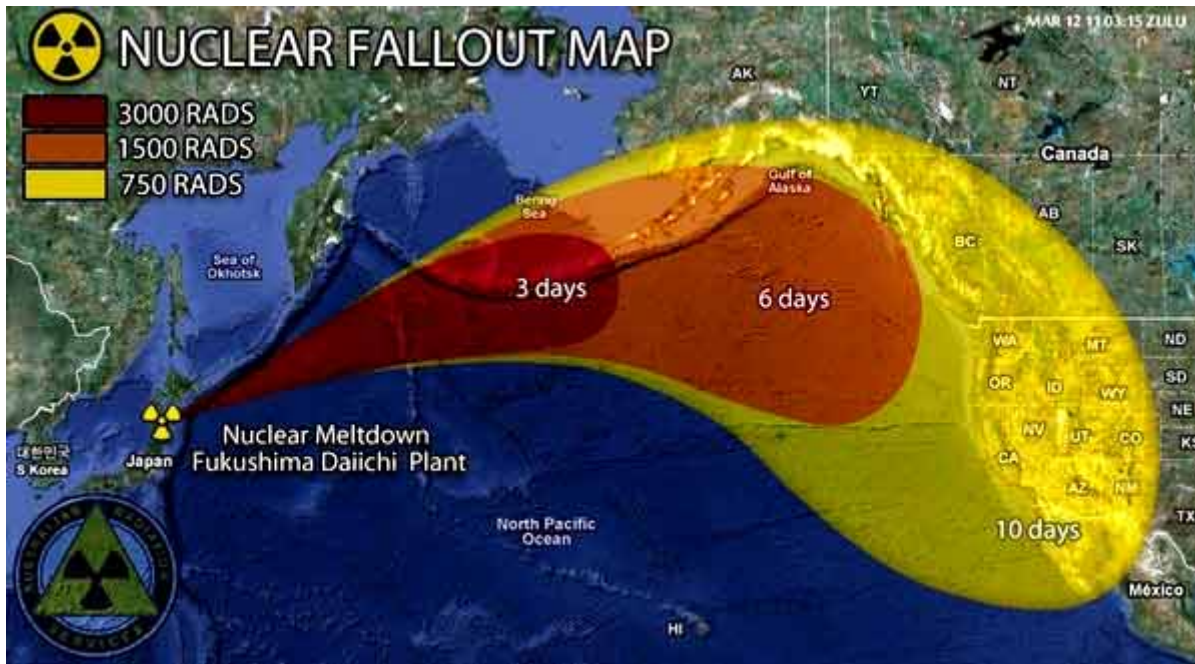 MAR 12 11:03:15 ZULU
NUCLEAR FALLOUT MAP
3000 RADS
1500 RADS
750 RADS
AK
YT
NT
Canada
Gulf of
Alaska
Bering
Sea
AB
BC
SK
Sea of
Okhotsk
3 days
6 days
WA
MT
ND
OR
ID
WY
SD
NE
NV
UT
CO
K
CA
AZ
NM
TX
Nuclear Meltdown
Fukushima Daiichi Plant
대한민국
S Korea
Japan
North Pacific
Ocean
10 days
México
HI
AUSTRALIAN RADIATION
SERVICES